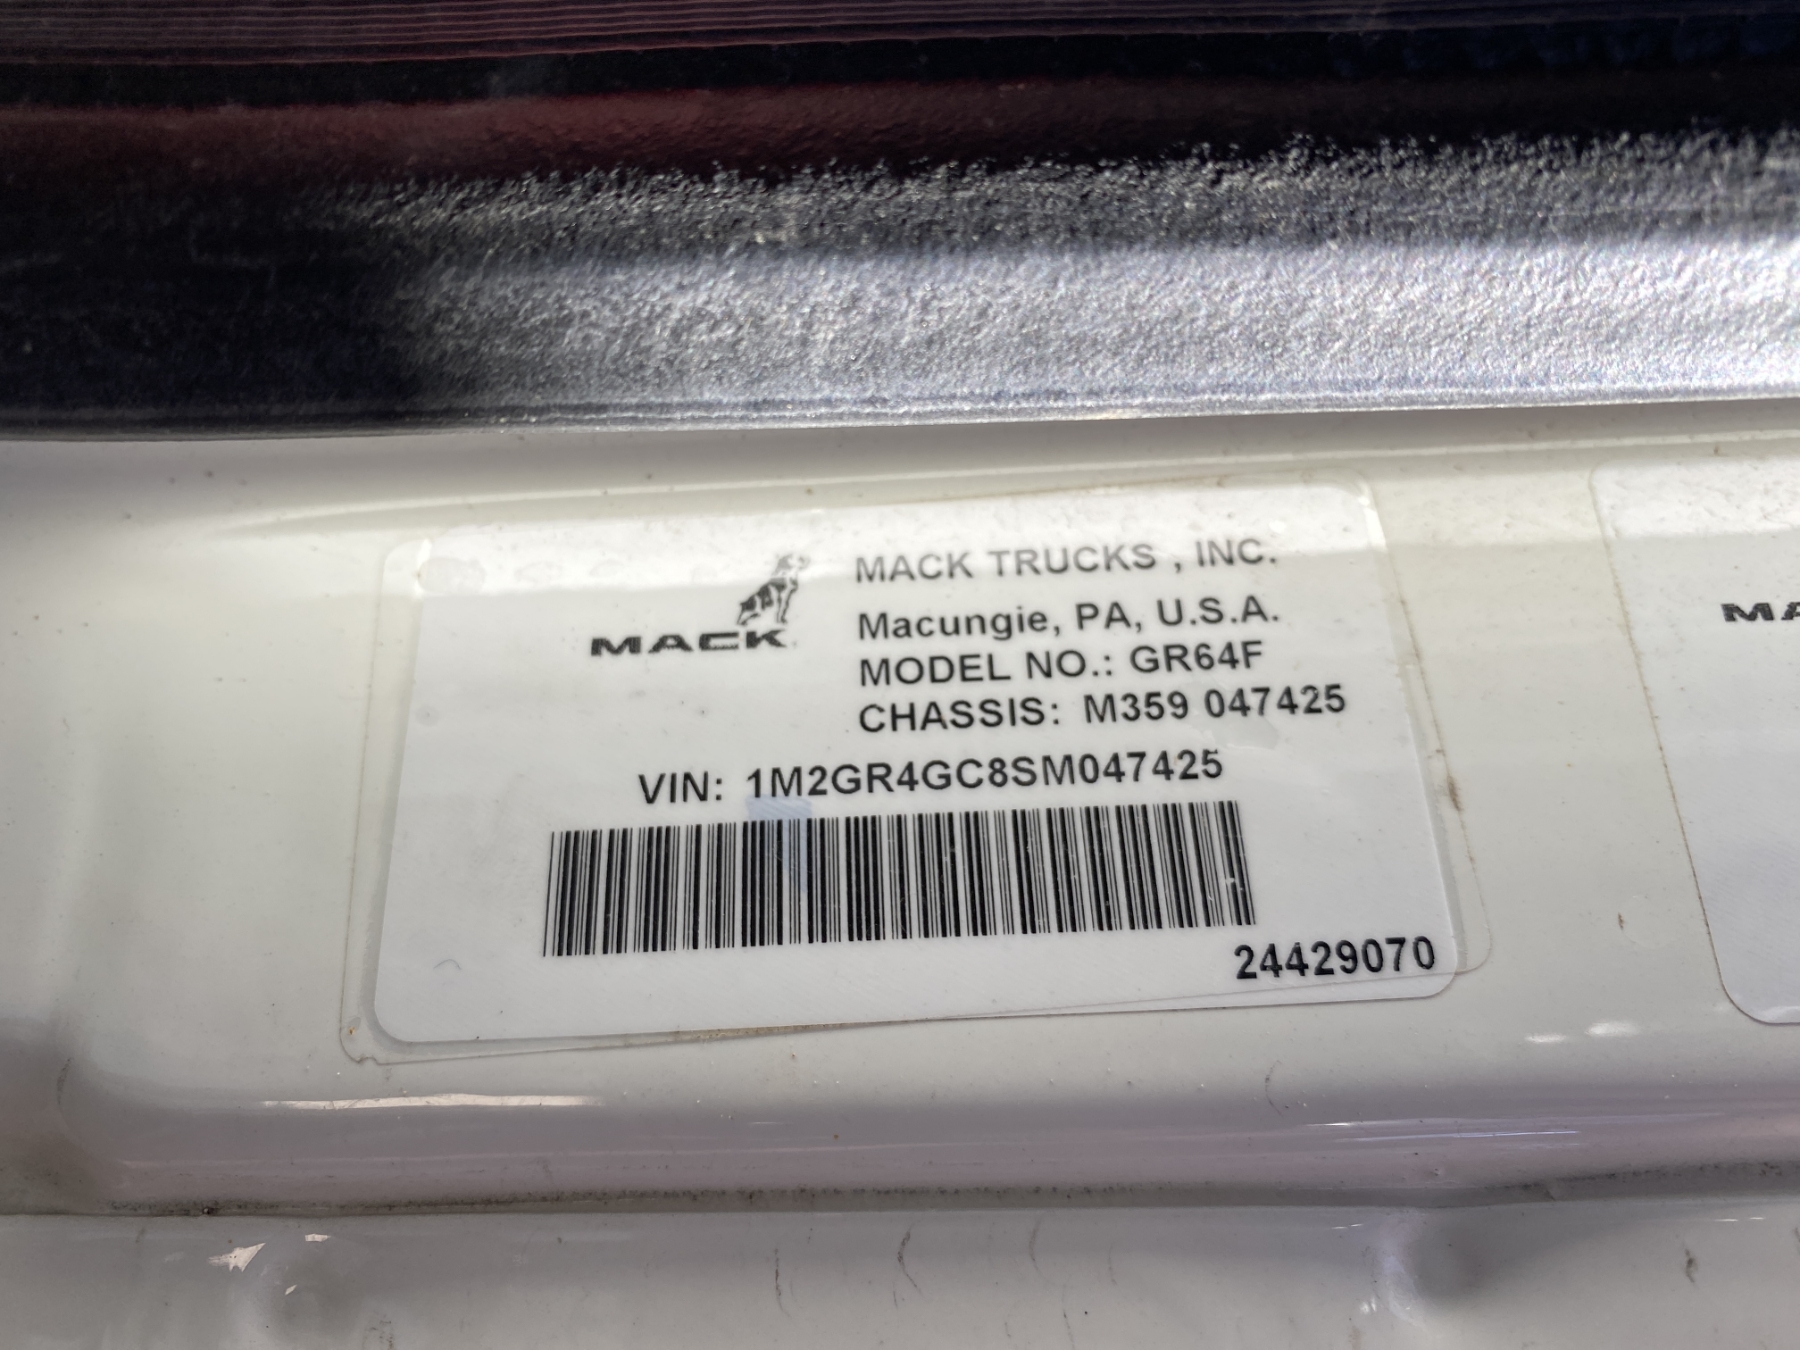 MACK
MACK TRUCKS , INC.
Macungie, PA, U.S.A.
MODEL NO.: GR64F
CHASSIS: M359 047425
VIN: 1M2GR4GC8SM047425
24429070